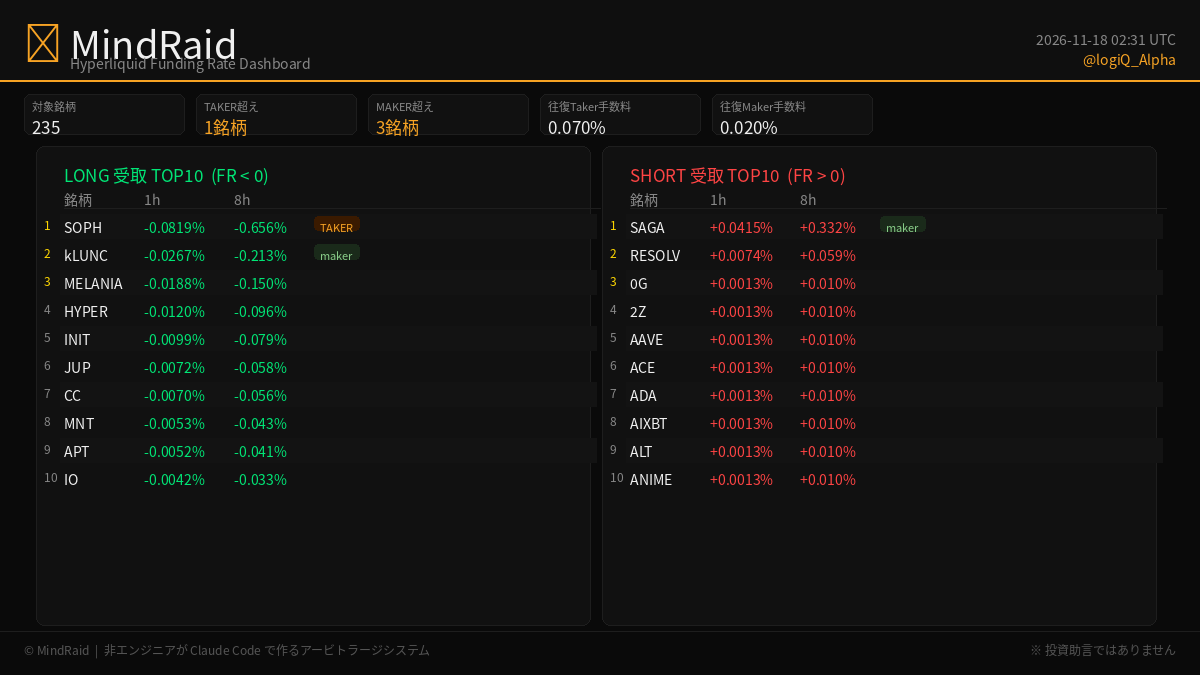 MindRaid
Hyperliquid Funding Rate Dashboard
2026-11-18 02:31 UTC
@logiQ_Alpha
対象銘柄
235
TAKER超え
1銘柄
MAKER超え
3銘柄
往復Taker手数料
0.070%
往復Maker手数料
0.020%
LONG 受取 TOP10 (FR < 0)
銘柄 1h 8h
1 SOPH -0.0819% -0.656% TAKER
2 kLUNC -0.0267% -0.213% maker
3 MELANIA -0.0188% -0.150%
4 HYPER -0.0120% -0.096%
5 INIT -0.0099% -0.079%
6 JUP -0.0072% -0.058%
7 CC -0.0070% -0.056%
8 MNT -0.0053% -0.043%
9 APT -0.0052% -0.041%
10 IO -0.0042% -0.033%
SHORT 受取 TOP10 (FR > 0)
銘柄 1h 8h
1 SAGA +0.0415% +0.332% maker
2 RESOLV +0.0074% +0.059%
3 0G +0.0013% +0.010%
4 2Z +0.0013% +0.010%
5 AAVE +0.0013% +0.010%
6 ACE +0.0013% +0.010%
7 ADA +0.0013% +0.010%
8 AIXBT +0.0013% +0.010%
9 ALT +0.0013% +0.010%
10 ANIME +0.0013% +0.010%
© MindRaid | 非エンジニアが Claude Code で作るアービトラージシステム
※ 投資助言ではありません